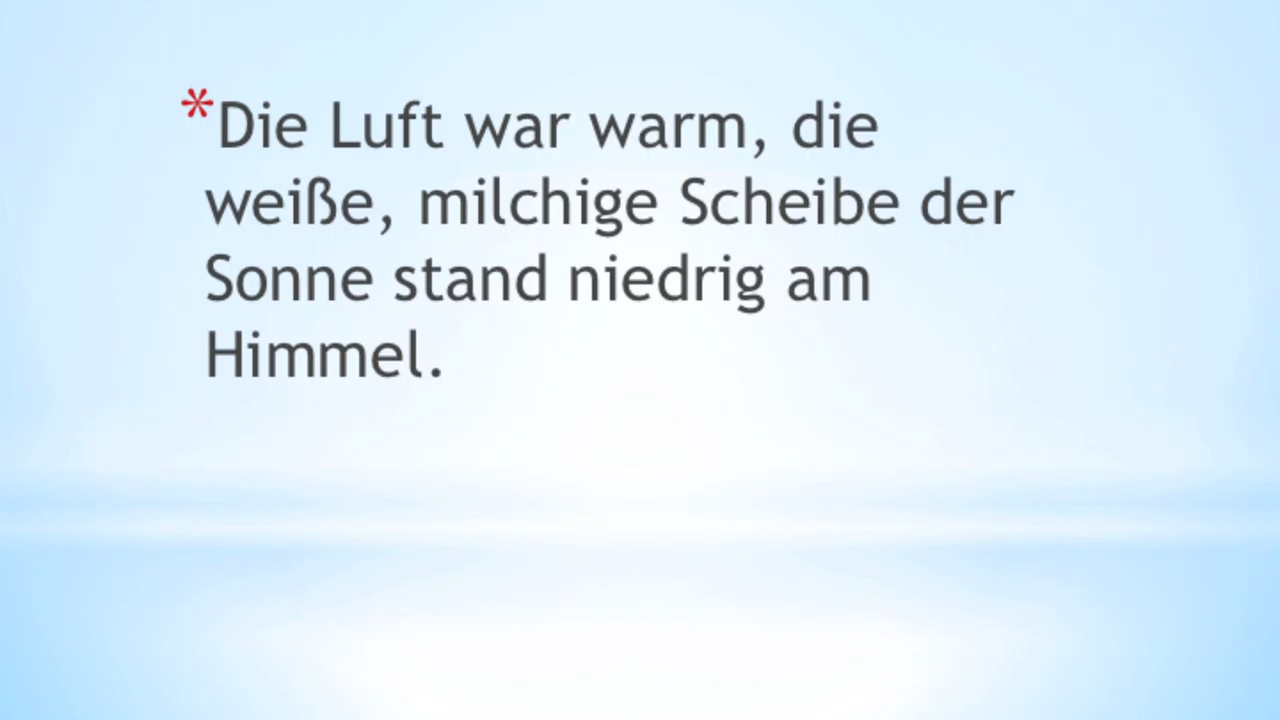 *Die Luft war warm, die
weiße, milchige Scheibe der
Sonne stand niedrig am
Himmel.